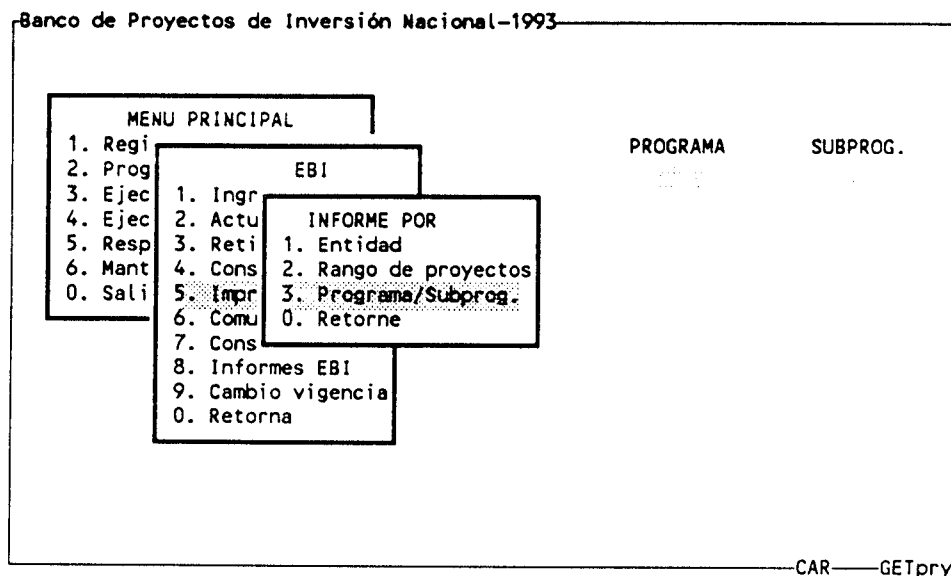 Banco de Proyectos de Inversión Nacional-1993
MENU PRINCIPAL
1. Regi
2. Prog
3. Ejec
4. Ejec
5. Resp
6. Mant
0. Sali
EBI
1. Ingr
2. Actu
3. Reti
4. Cons
5. Impr
6. Comu
7. Cons
8. Informes EBI
9. Cambio vigencia
0. Retorna
INFORME POR
1. Entidad
2. Rango de proyectos
3. Programa/Subprog.
0. Retorne
PROGRAMA SUBPROG.
CAR GETpry